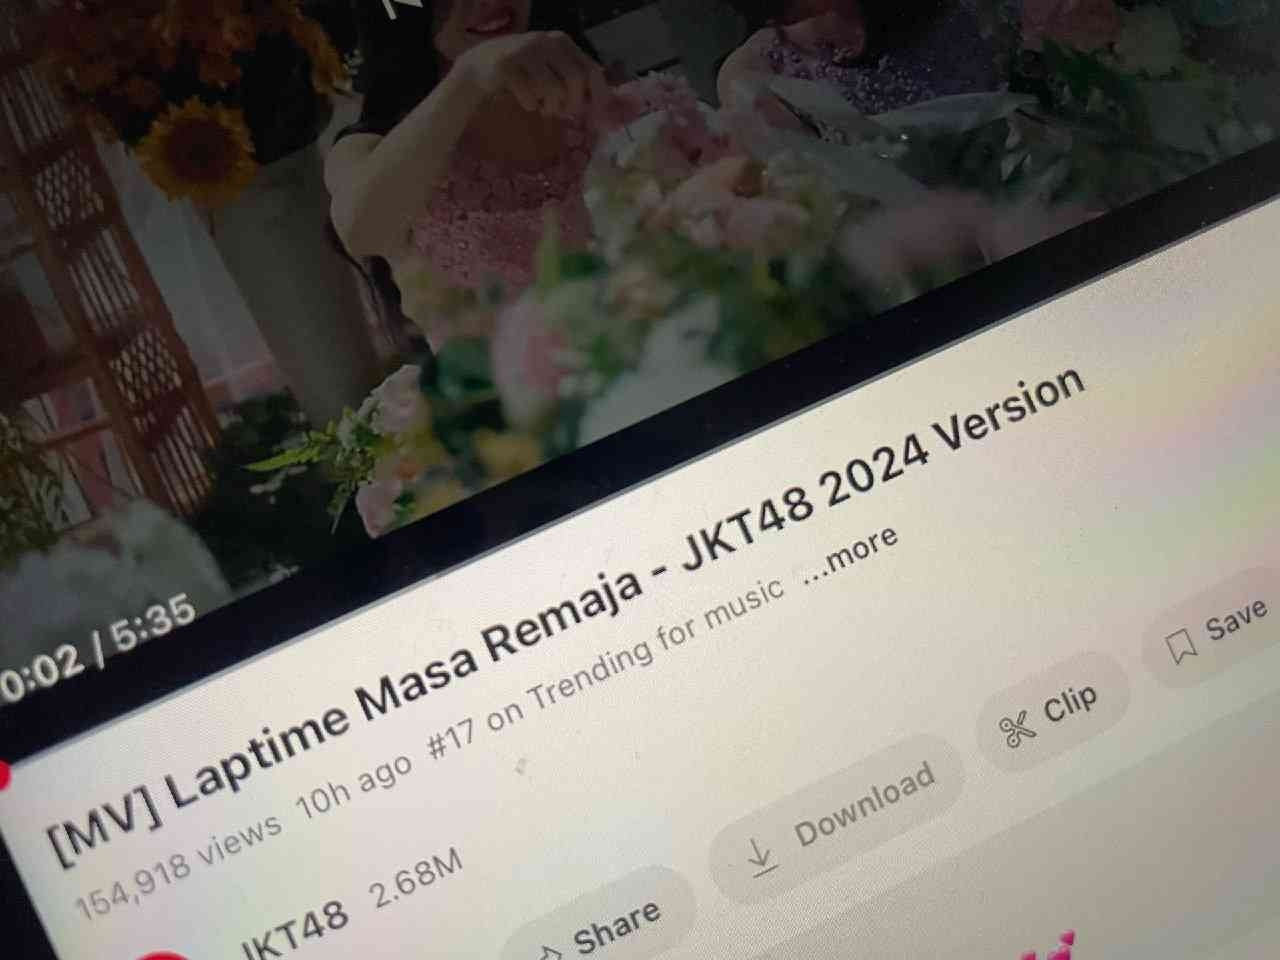 0:02 / 5:35
[MV] Laptime Masa Remaja - JKT48 2024 Version
154,918 views 10h ago #17 on Trending for music ...more
JKT48 2.68M
Share Download Clip Save